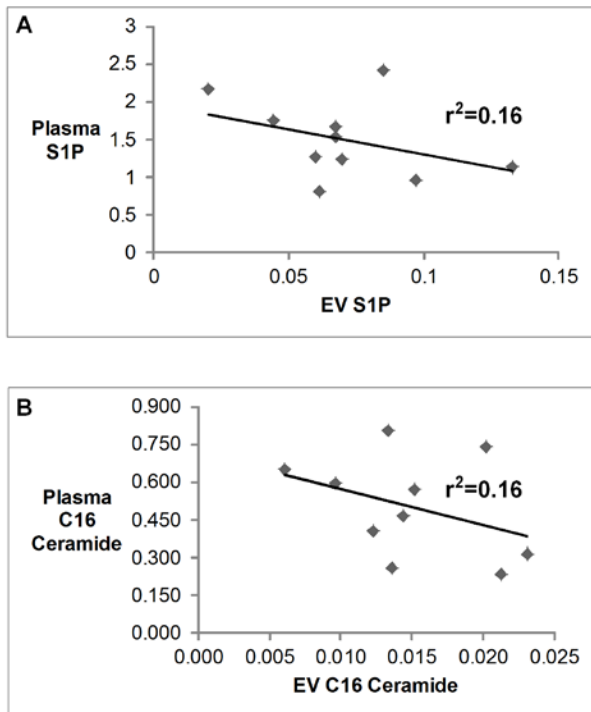 A
3
2.5
2
1.5
1
0.5
0
Plasma
S1P
r²=0.16
0
0.05
0.1
0.15
EV S1P
B
0.900
0.750
0.600
0.450
0.300
0.150
0.000
Plasma
C16
Ceramide
r²=0.16
0.000
0.005
0.010
0.015
0.020
0.025
EV C16 Ceramide